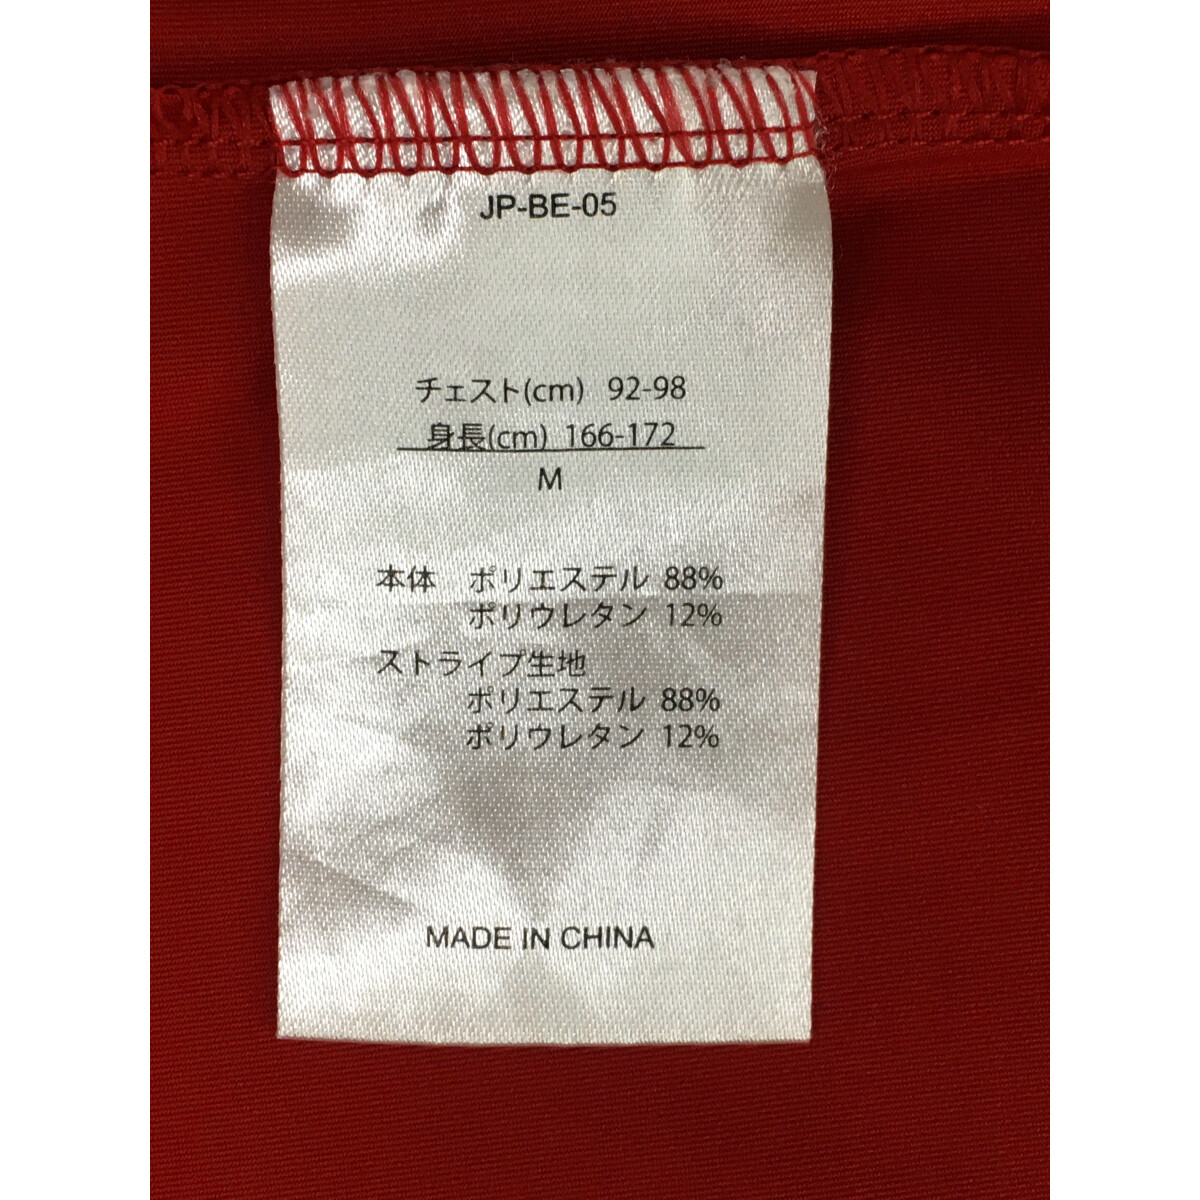 JP-BE-05
チェスト(cm) 92-98
身長(cm) 166-172
M
本体 ポリエステル 88%
ポリウレタン 12%
ストライプ生地
ポリエステル 88%
ポリウレタン 12%
MADE IN CHINA